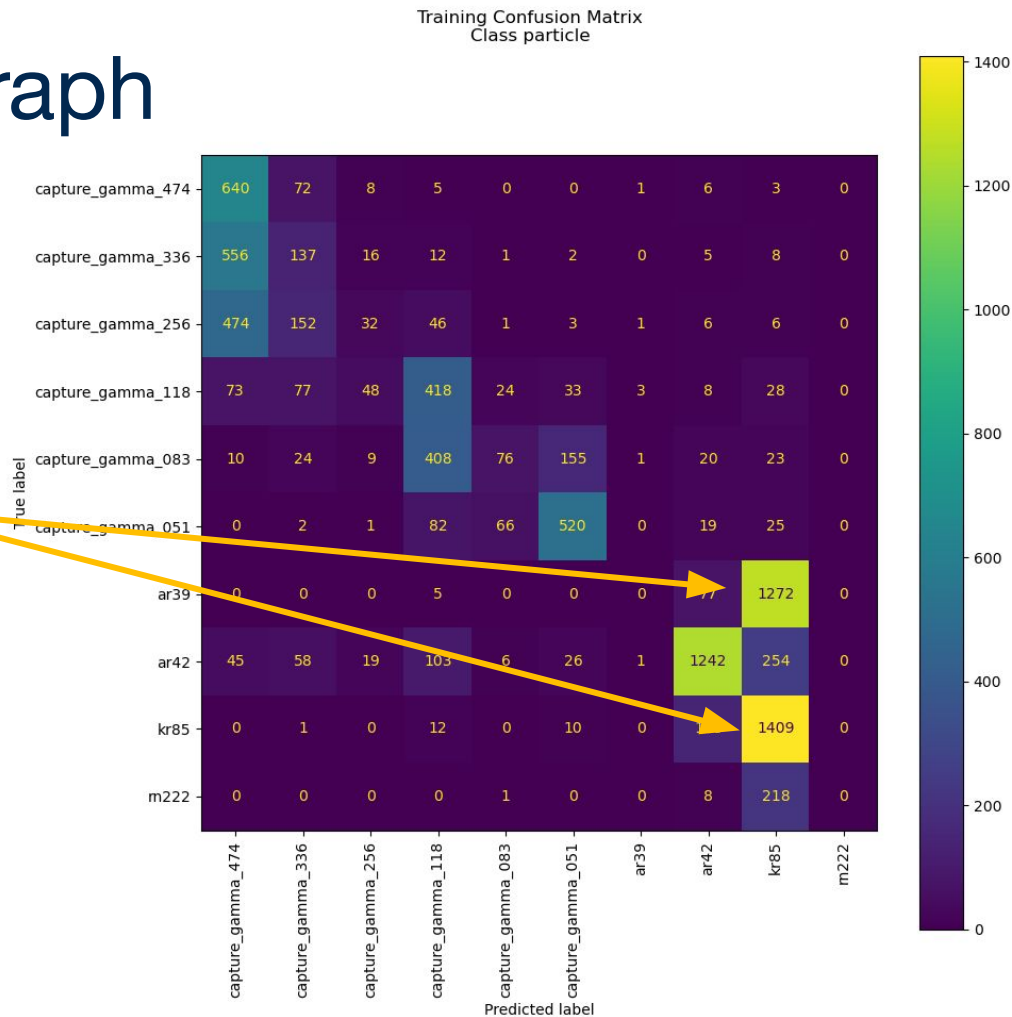 Training Confusion Matrix
Class particle
raph
capture_gamma_474 640 72 8 5 0 0 1 6 3 0
capture_gamma_336 556 137 16 12 1 2 0 5 8 0
capture_gamma_256 474 152 32 46 1 3 1 6 6 0
capture_gamma_118 73 77 48 418 24 33 3 8 28 0
capture_gamma_083 10 24 9 408 76 155 1 20 23 0
capture_gamma_051 0 2 1 82 66 520 0 19 25 0
ar39 0 0 0 5 0 0 0 77 1272 0
ar42 45 58 19 103 6 26 1 1242 254 0
kr85 0 1 0 12 0 10 0 1409 0
rn222 0 0 0 0 1 0 0 8 218 0
True label
capture_gamma_474
capture_gamma_336
capture_gamma_256
capture_gamma_118
capture_gamma_083
capture_gamma_051
ar39
ar42
kr85
rn222
Predicted label
1400
1200
1000
800
600
400
200
0